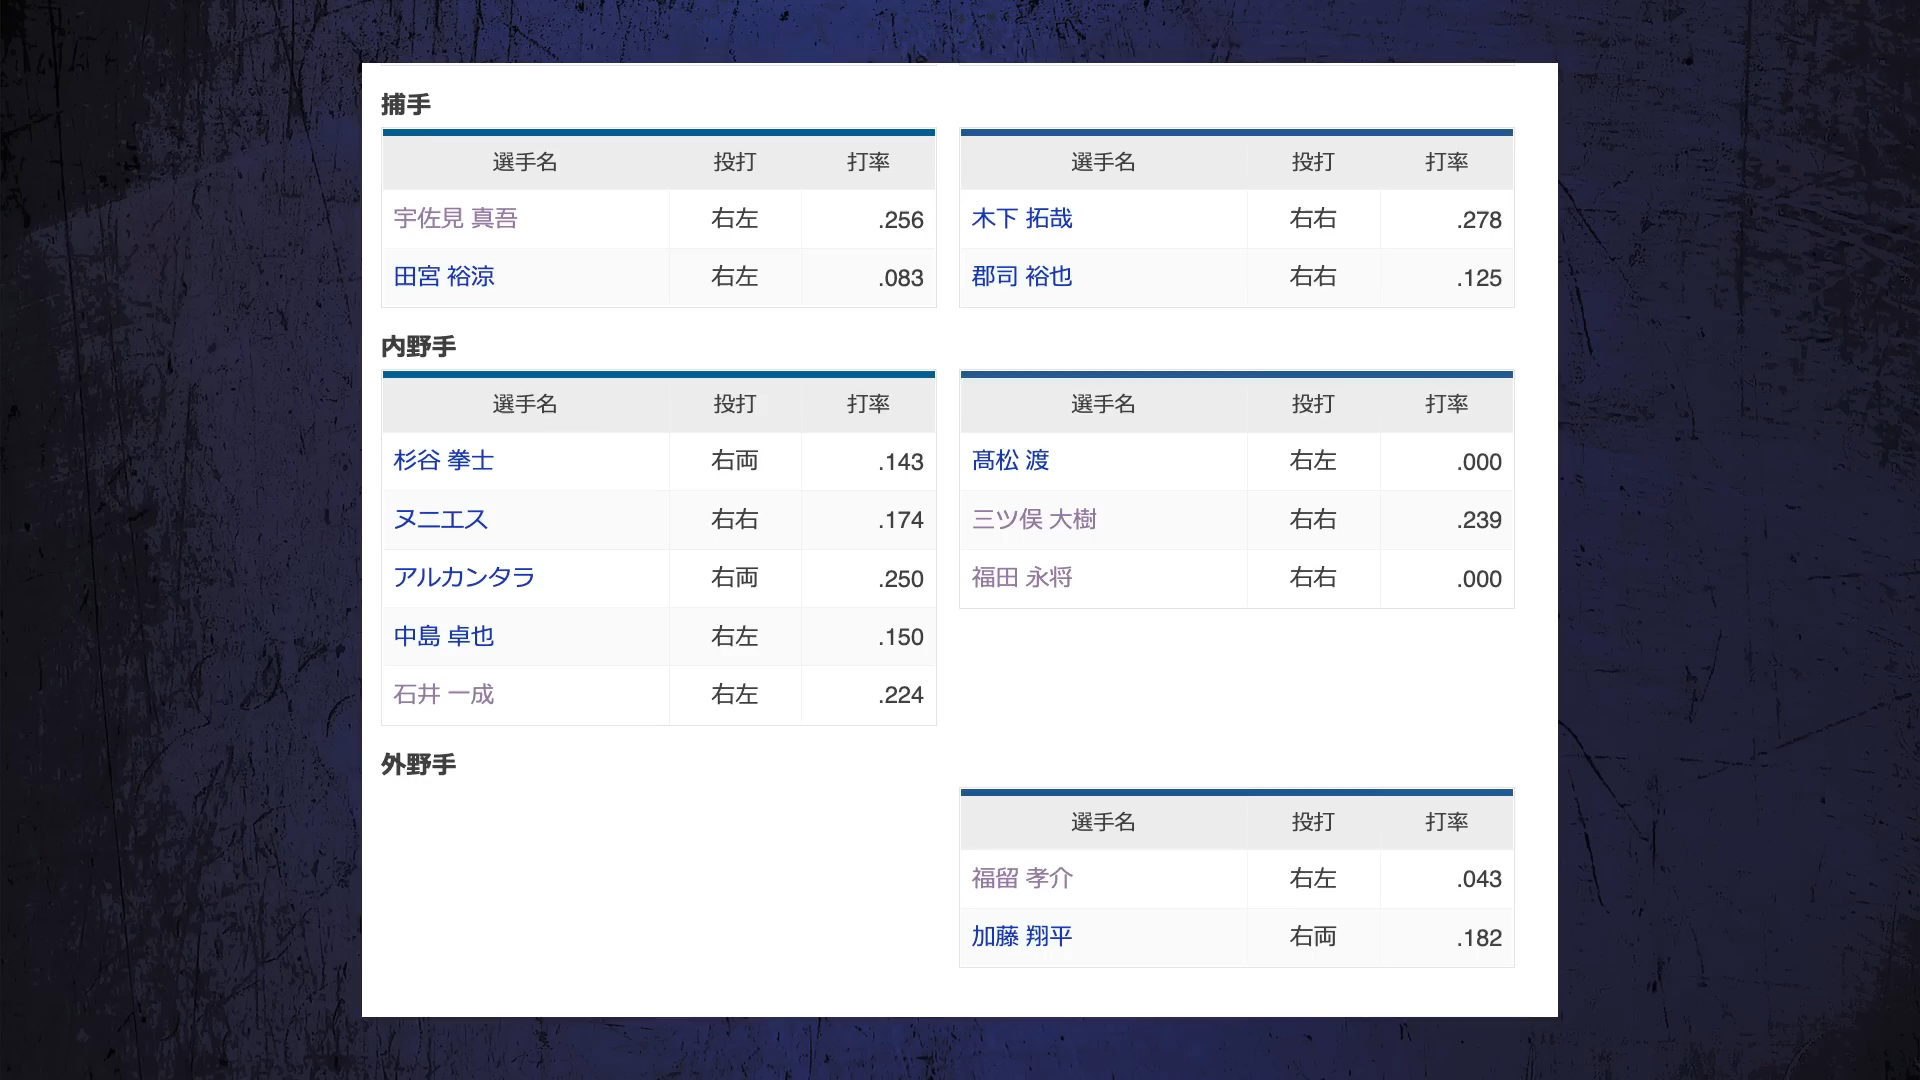 捕手
選手名 投打 打率
宇佐見 真吾 右左 .256
田宮 裕涼 右左 .083
選手名 投打 打率
木下 拓哉 右右 .278
郡司 裕也 右右 .125
内野手
選手名 投打 打率
杉谷 拳士 右両 .143
ヌニエス 右右 .174
アルカンタラ 右両 .250
中島 卓也 右左 .150
石井 一成 右左 .224
選手名 投打 打率
髙松 渡 右左 .000
三ツ俣 大樹 右右 .239
福田 永将 右右 .000
外野手
選手名 投打 打率
福留 孝介 右左 .043
加藤 翔平 右両 .182